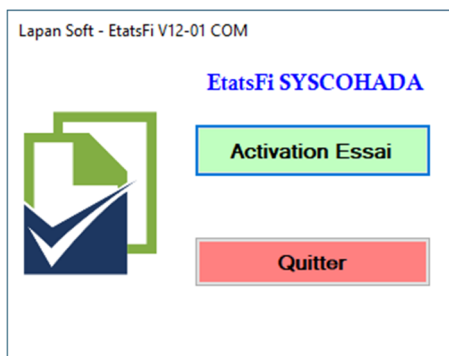 Lapan Soft - EtatsFi V12-01 COM
EtatsFi SYSCOHADA
Activation Essai
Quitter